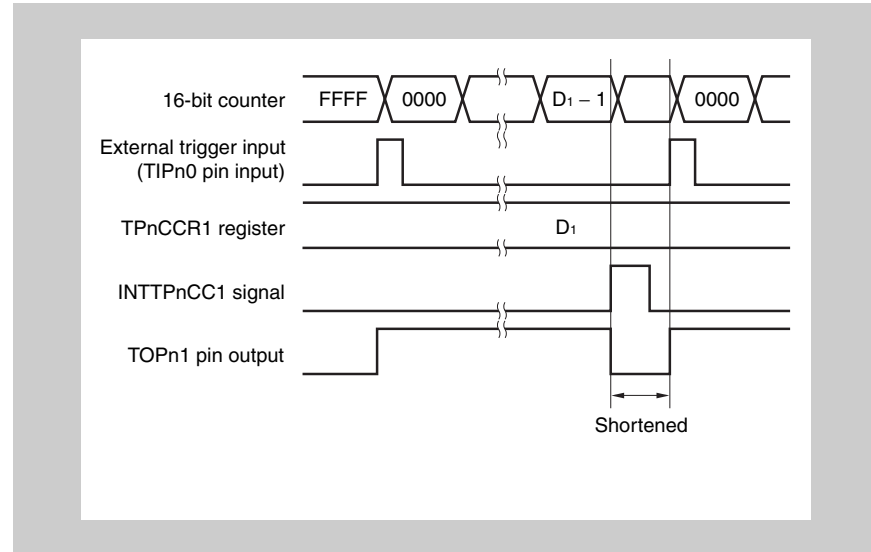 16-bit counter FFFF 0000 D1 – 1 0000
External trigger input
(TIPn0 pin input)
TPnCCR1 register D1
INTTPnCC1 signal
TOPn1 pin output
Shortened